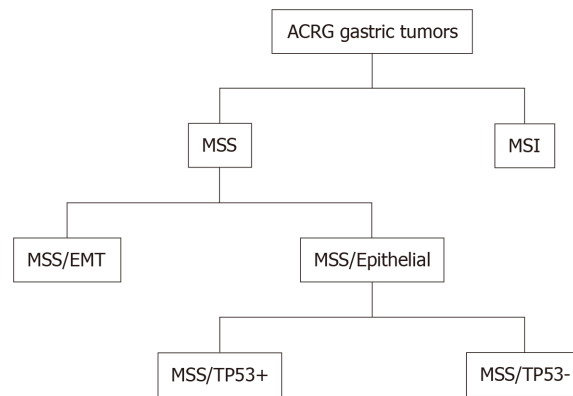 ACRG gastric tumors
MSS
MSI
MSS/EMT
MSS/Epithelial
MSS/TP53+
MSS/TP53-